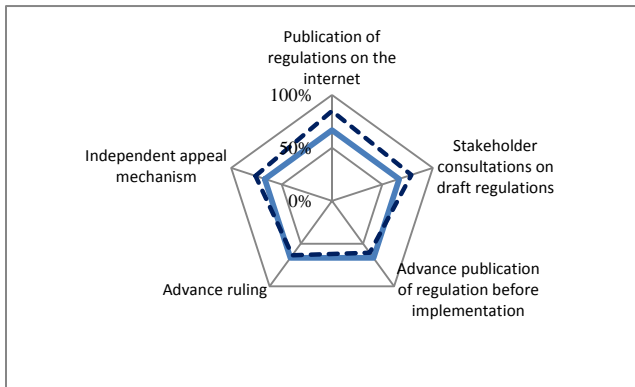 Publication of
regulations on the
internet
100%
50%
0%
Stakeholder
consultations on
draft regulations
Advance publication
of regulation before
implementation
Advance ruling
Independent appeal
mechanism